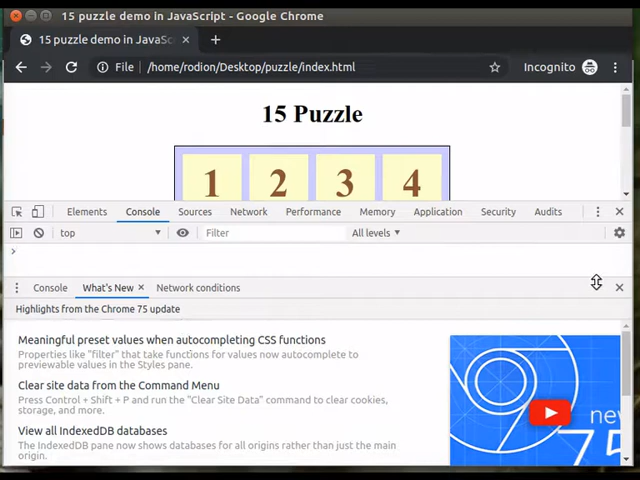 15 puzzle demo in JavaScript - Google Chrome
15 puzzle demo in JavaSc
File /home/rodion/Desktop/puzzle/index.html Incognito
15 Puzzle
1 2 3 4
Elements Console Sources Network Performance Memory Application Security Audits
top Filter All levels
Console What's New Network conditions
Highlights from the Chrome 75 update
Meaningful preset values when autocompleting CSS functions
Properties like "filter" that take functions for values now autocomplete to
previewable values in the Styles pane.
Clear site data from the Command Menu
Press Control + Shift + P and run the "Clear Site Data" command to clear cookies,
storage, and more.
View all IndexedDB databases
The IndexedDB pane now shows databases for all origins rather than just the main
origin.
new
75